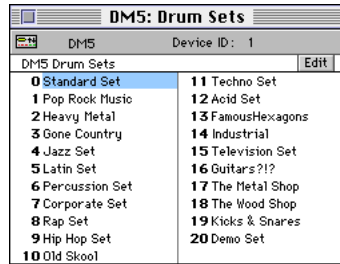 DM5: Drum Sets
DM5 Device ID: 1
DM5 Drum Sets Edit
0 Standard Set
1 Pop Rock Music
2 Heavy Metal
3 Gone Country
4 Jazz Set
5 Latin Set
6 Percussion Set
7 Corporate Set
8 Rap Set
9 Hip Hop Set
10 Old Skool
11 Techno Set
12 Acid Set
13 FamousHexagons
14 Industrial
15 Television Set
16 Guitars?!?
17 The Metal Shop
18 The Wood Shop
19 Kicks & Snares
20 Demo Set